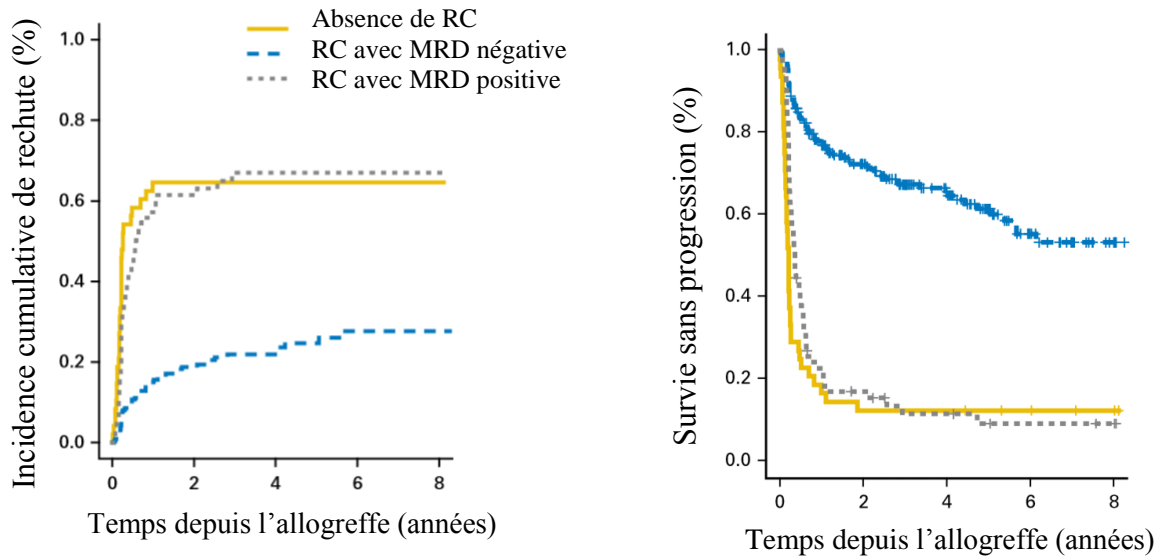 Incidence cumulative de rechute (%)
1.0
0.8
0.6
0.4
0.2
0.0
0 2 4 6 8
Temps depuis l'allogreffe (années)
Absence de RC
RC avec MRD négative
RC avec MRD positive
Survie sans progression (%)
1.0
0.8
0.6
0.4
0.2
0.0
0 2 4 6 8
Temps depuis l'allogreffe (années)